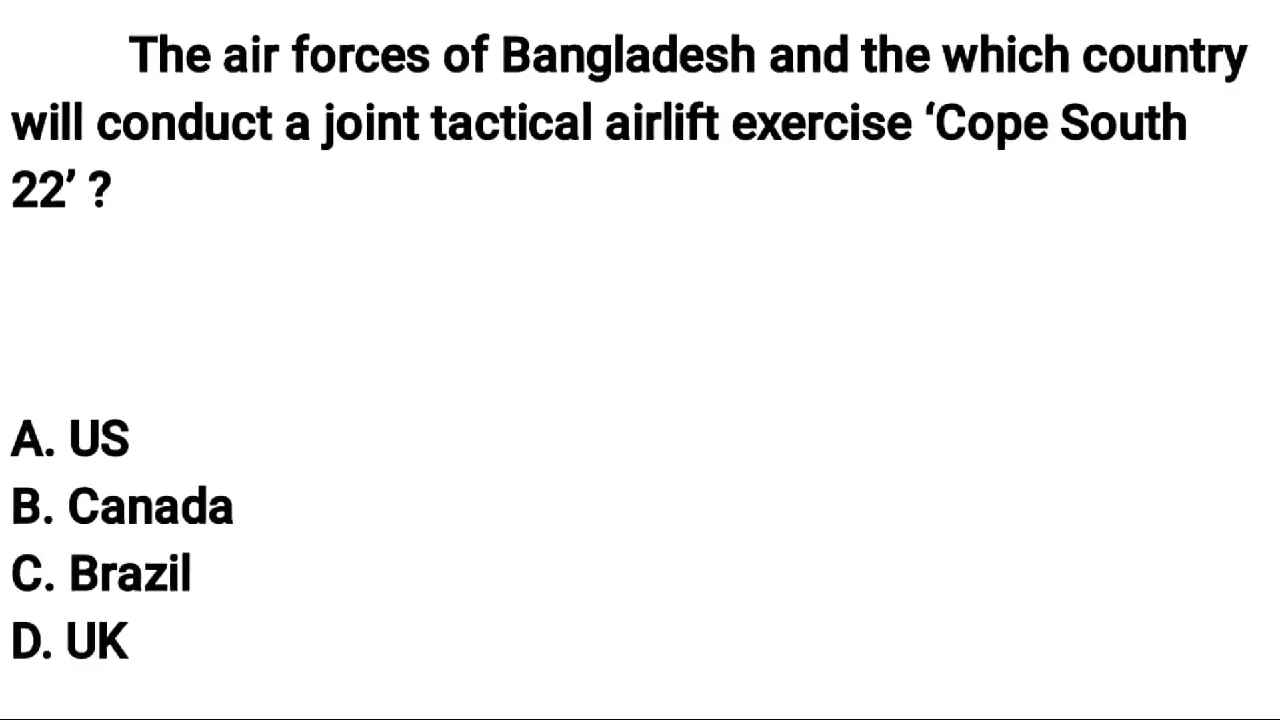 The air forces of Bangladesh and the which country
will conduct a joint tactical airlift exercise ‘Cope South
22’ ?
A. US
B. Canada
C. Brazil
D. UK